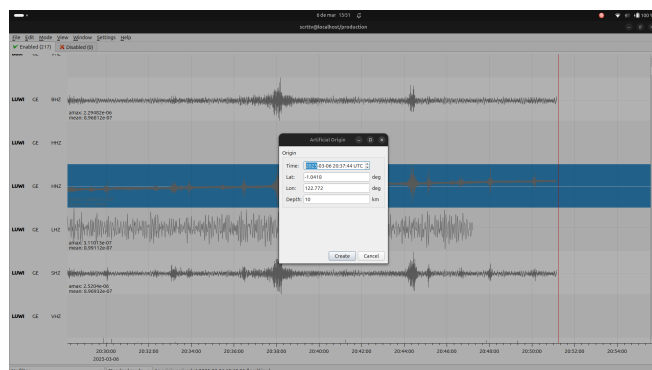 6 de mar 13:51
100 %
scrttv@localhost/production
File Edit Mode View Window Settings Help
Enabled (217) Disabled (0)
LUWI GE BHZ
amax: 2.29482e-06
mean: 8.96812e-07
LUWI GE HHZ
LUWI GE HNZ
LUWI GE LHZ
amax: 3.11013e-07
mean: 8.99112e-07
LUWI GE SHZ
amax: 2.5204e-06
mean: 8.96932e-07
LUWI GE VHZ
Artificial Origin
Origin
Time: 2025-03-06 20:37:44 UTC
Lat: -1.0418 deg
Lon: 122.772 deg
Depth: 10 km
Create Cancel
20:30:00 20:32:00 20:34:00 20:36:00 20:38:00 20:40:00 20:42:00 20:44:00 20:46:00 20:48:00 20:50:00 20:52:00 20:54:00
2025-03-06